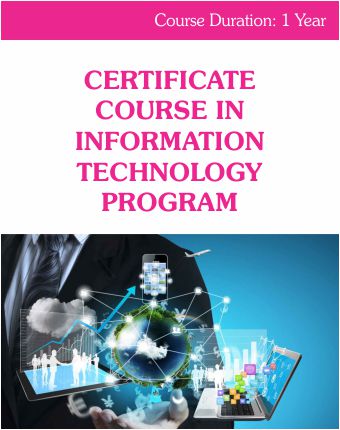 Course Duration: 1 Year
CERTIFICATE
COURSE IN
INFORMATION
TECHNOLOGY
PROGRAM